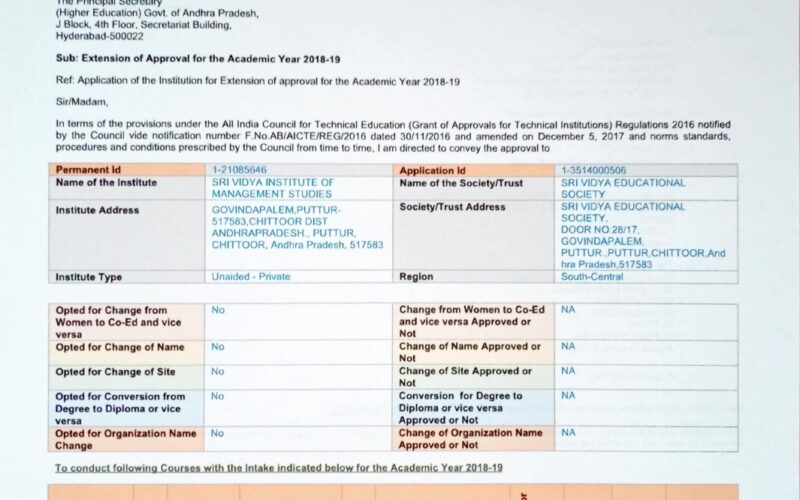 The Principal Secretary
(Higher Education) Govt. of Andhra Pradesh,
J Block, 4th Floor, Secretariat Building,
Hyderabad-500022
Sub: Extension of Approval for the Academic Year 2018-19
Ref: Application of the Institution for Extension of approval for the Academic Year 2018-19
Sir/Madam,
In terms of the provisions under the All India Council for Technical Education (Grant of Approvals for Technical Institutions) Regulations 2016 notified
by the Council vide notification number F.No.AB/AICTE/REG/2016 dated 30/11/2016 and amended on December 5, 2017 and norms standards,
procedures and conditions prescribed by the Council from time to time, I am directed to convey the approval to
Permanent Id 1-21085646 Application Id 1-3514000506
Name of the Institute SRI VIDYA INSTITUTE OF Name of the Society/Trust SRI VIDYA EDUCATIONAL
MANAGEMENT STUDIES SOCIETY
Institute Address GOVINDAPALEM,PUTTUR- Society/Trust Address SRI VIDYA EDUCATIONAL
517583,CHITTOOR DIST SOCIETY,
ANDHRAPRADESH., PUTTUR, DOOR NO.28/17,
CHITTOOR, Andhra Pradesh, 517583 GOVINDAPALEM,
PUTTUR.,PUTTUR,CHITTOOR,And
hra Pradesh,517583
Institute Type Unaided - Private Region South-Central
Opted for Change from No Change from Women to Co-Ed NA
Women to Co-Ed and vice and vice versa Approved or
versa Not
Opted for Change of Name No Change of Name Approved or NA
Not
Opted for Change of Site No Change of Site Approved or NA
Not
Opted for Conversion from No Conversion for Degree to NA
Degree to Diploma or vice Diploma or vice versa
versa Approved or Not
Opted for Organization Name No Change of Organization Name NA
Change Approved or Not
To conduct following Courses with the Intake indicated below for the Academic Year 2018-19